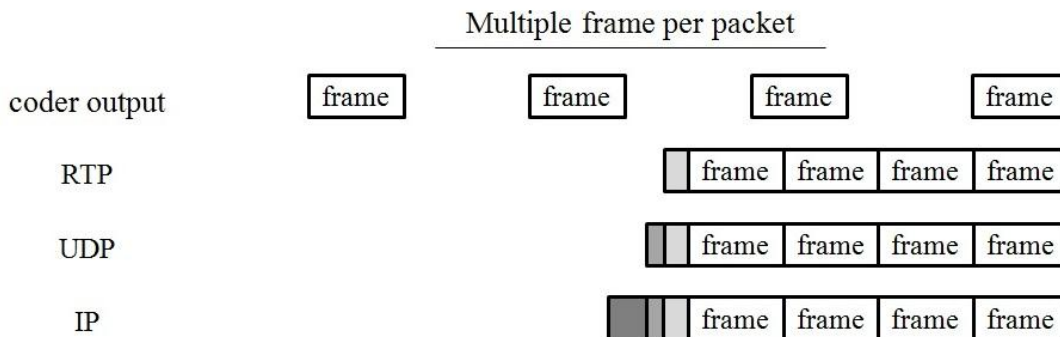 Multiple frame per packet
coder output frame frame frame frame
RTP frame frame frame frame
UDP frame frame frame frame
IP frame frame frame frame